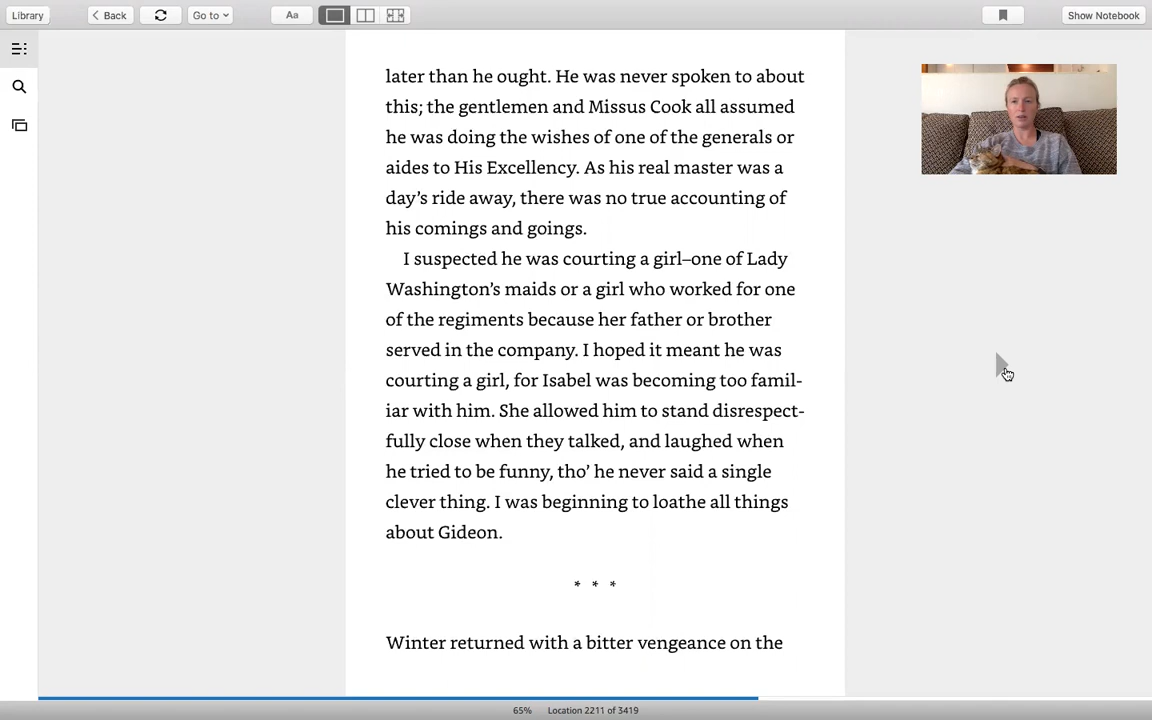 Library
Back
Go to
Aa
Show Notebook
later than he ought. He was never spoken to about
this; the gentlemen and Missus Cook all assumed
he was doing the wishes of one of the generals or
aides to His Excellency. As his real master was a
day’s ride away, there was no true accounting of
his comings and goings.
I suspected he was courting a girl–one of Lady
Washington’s maids or a girl who worked for one
of the regiments because her father or brother
served in the company. I hoped it meant he was
courting a girl, for Isabel was becoming too famil-
iar with him. She allowed him to stand disrespect-
fully close when they talked, and laughed when
he tried to be funny, tho’ he never said a single
clever thing. I was beginning to loathe all things
about Gideon.
* * *
Winter returned with a bitter vengeance on the
65% Location 2211 of 3419